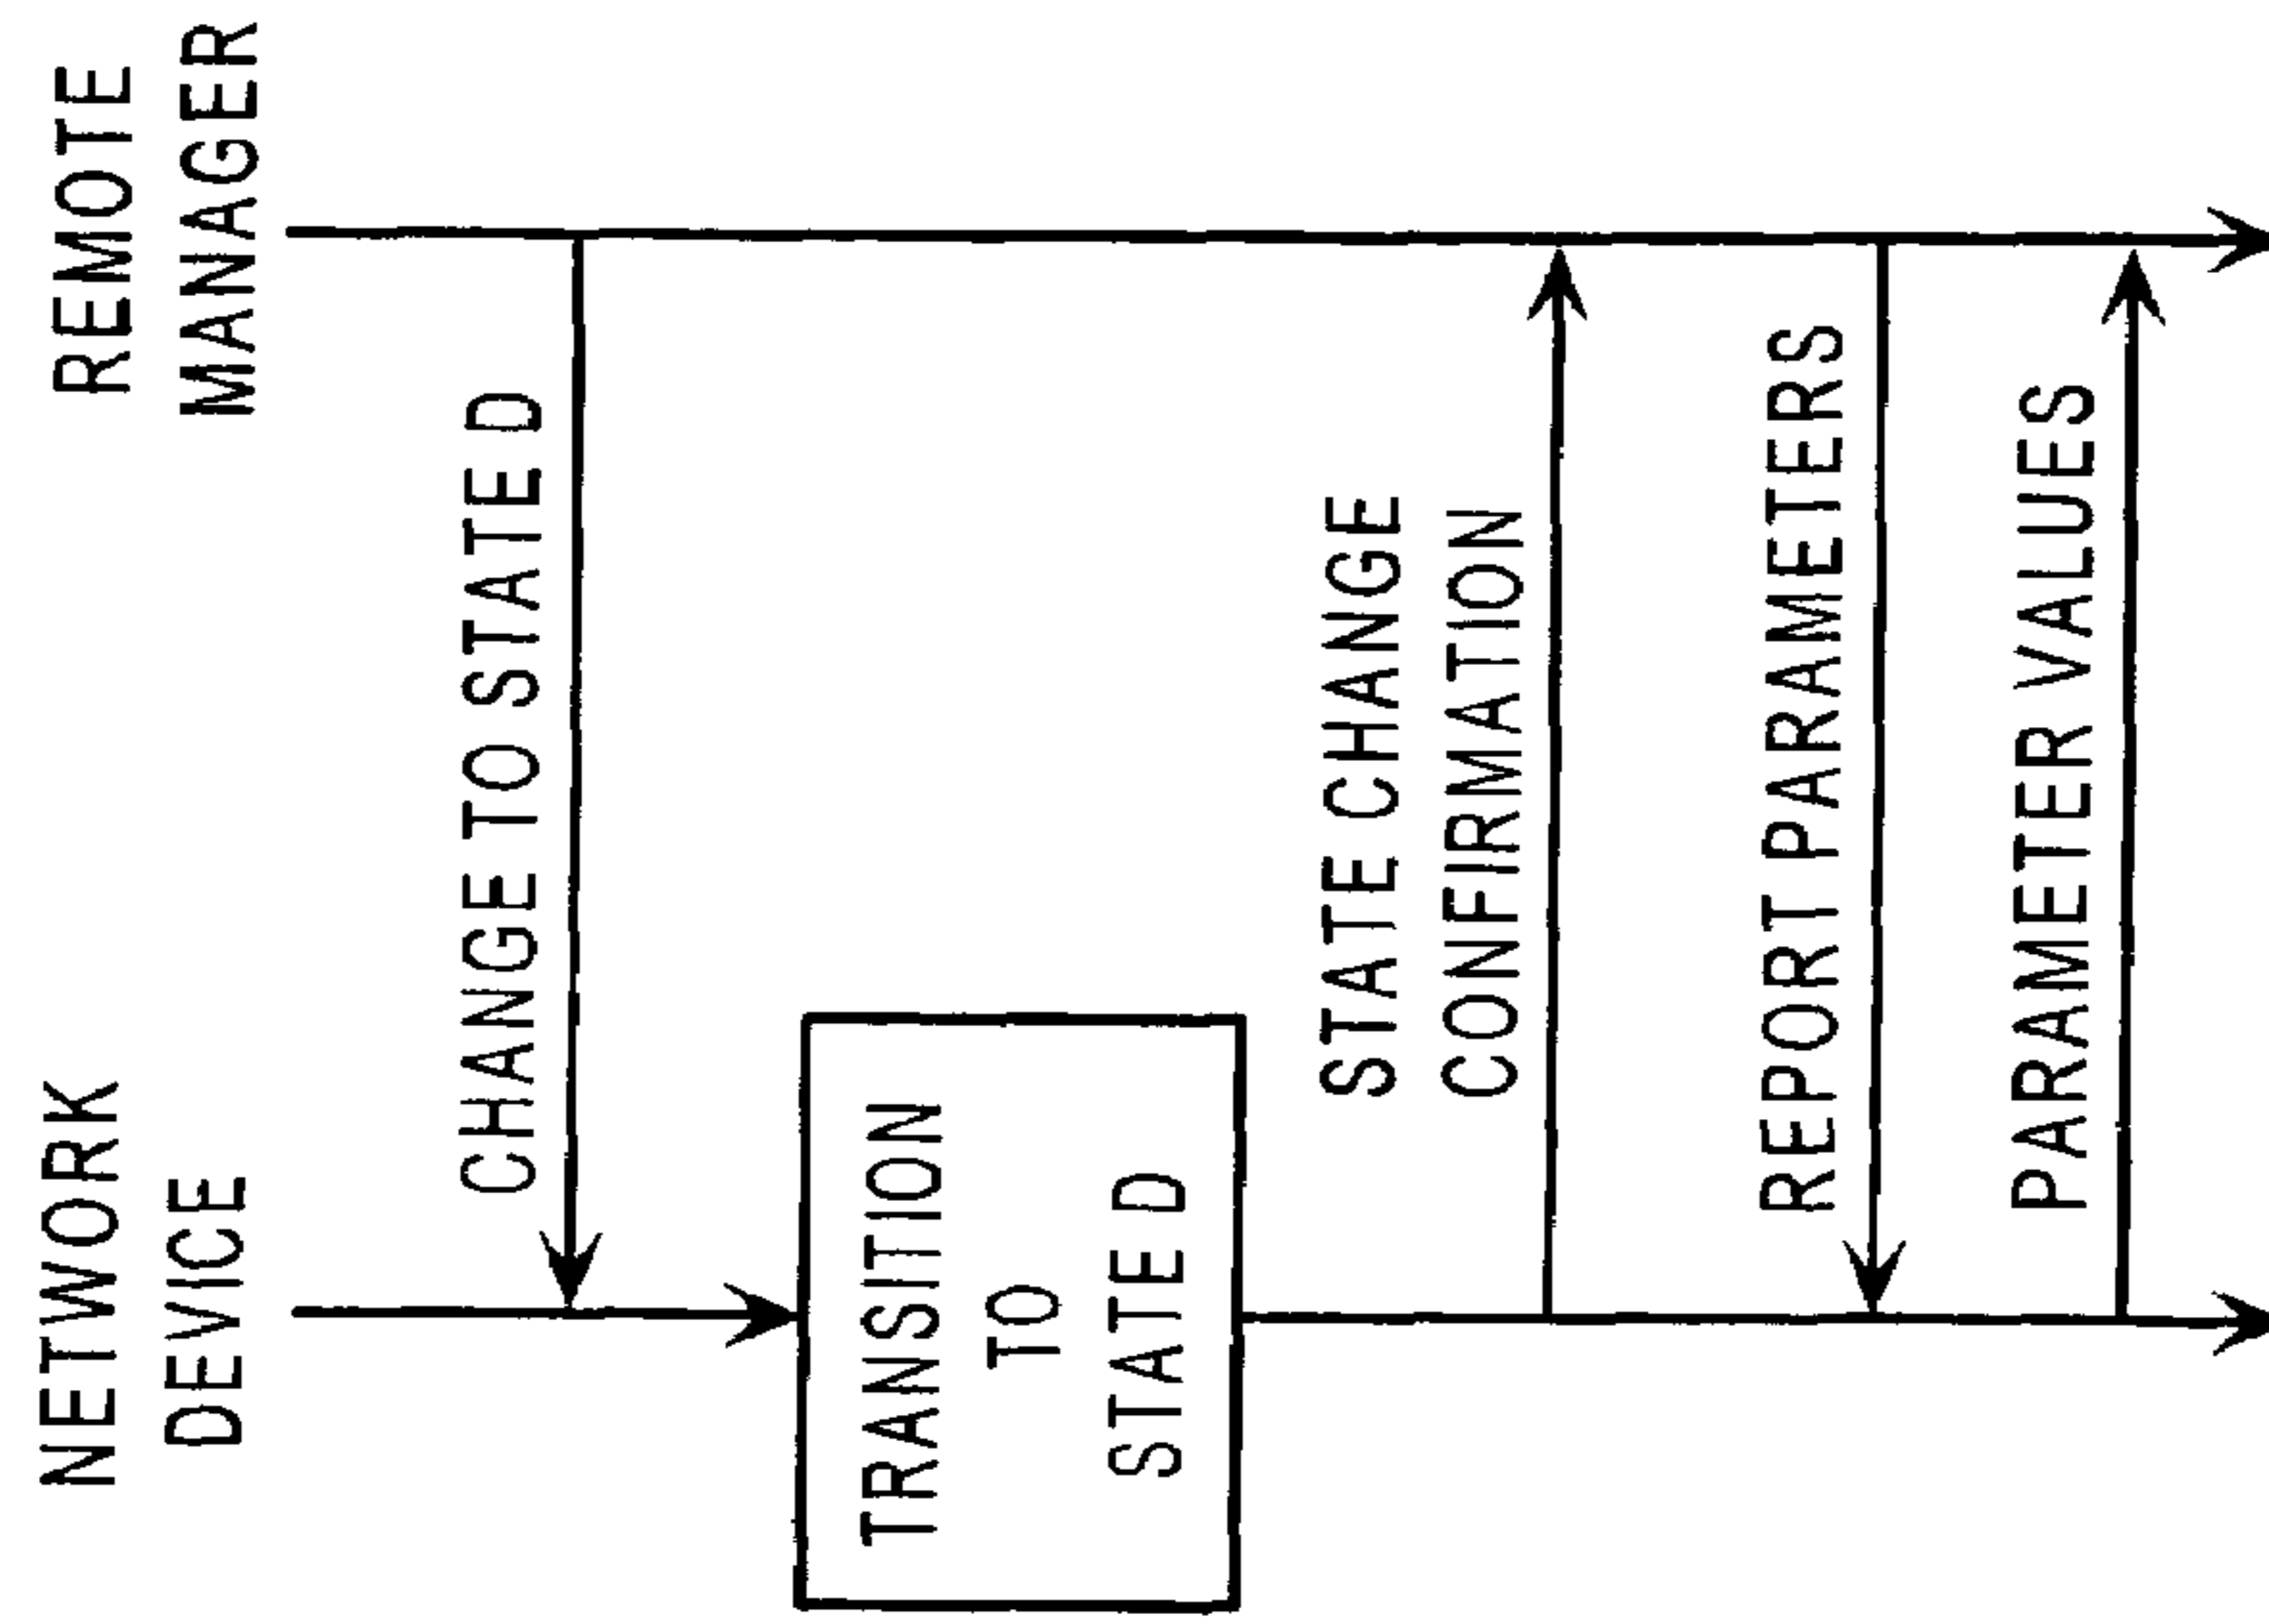 NETWORK
DEVICE
REMOTE
MANAGER
CHANGE TO STATE D
TRANSITION
TO
STATE D
STATE CHANGE
CONFIRMATION
REPORT PARAMETERS
PARAMETER VALUES